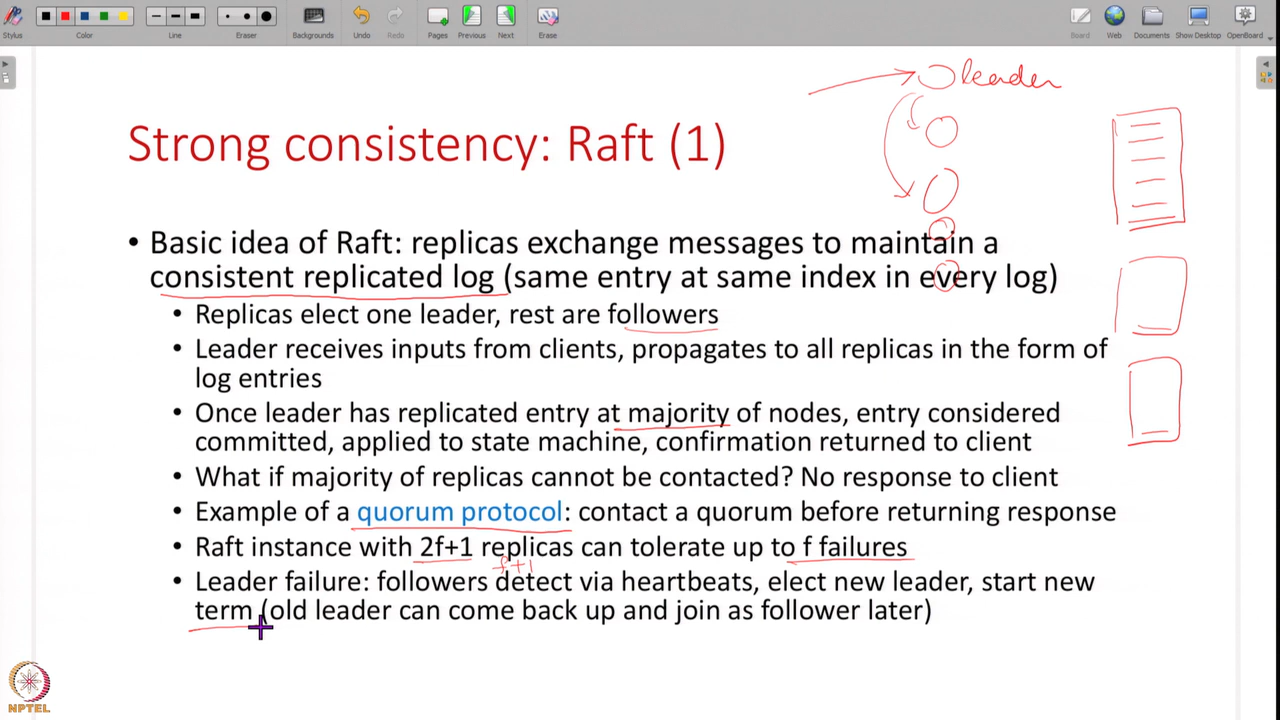 Stylus
Color
Line
Eraser
Backgrounds
Undo
Redo
Pages
Previous
Next
Erase
Board
Web
Documents
Show Desktop
OpenBoard
leader
Strong consistency: Raft (1)
• Basic idea of Raft: replicas exchange messages to maintain a
consistent replicated log (same entry at same index in every log)
• Replicas elect one leader, rest are followers
• Leader receives inputs from clients, propagates to all replicas in the form of
log entries
• Once leader has replicated entry at majority of nodes, entry considered
committed, applied to state machine, confirmation returned to client
• What if majority of replicas cannot be contacted? No response to client
• Example of a quorum protocol: contact a quorum before returning response
• Raft instance with 2f+1 replicas can tolerate up to f failures
f+1
• Leader failure: followers detect via heartbeats, elect new leader, start new
term (old leader can come back up and join as follower later)
NPTEL